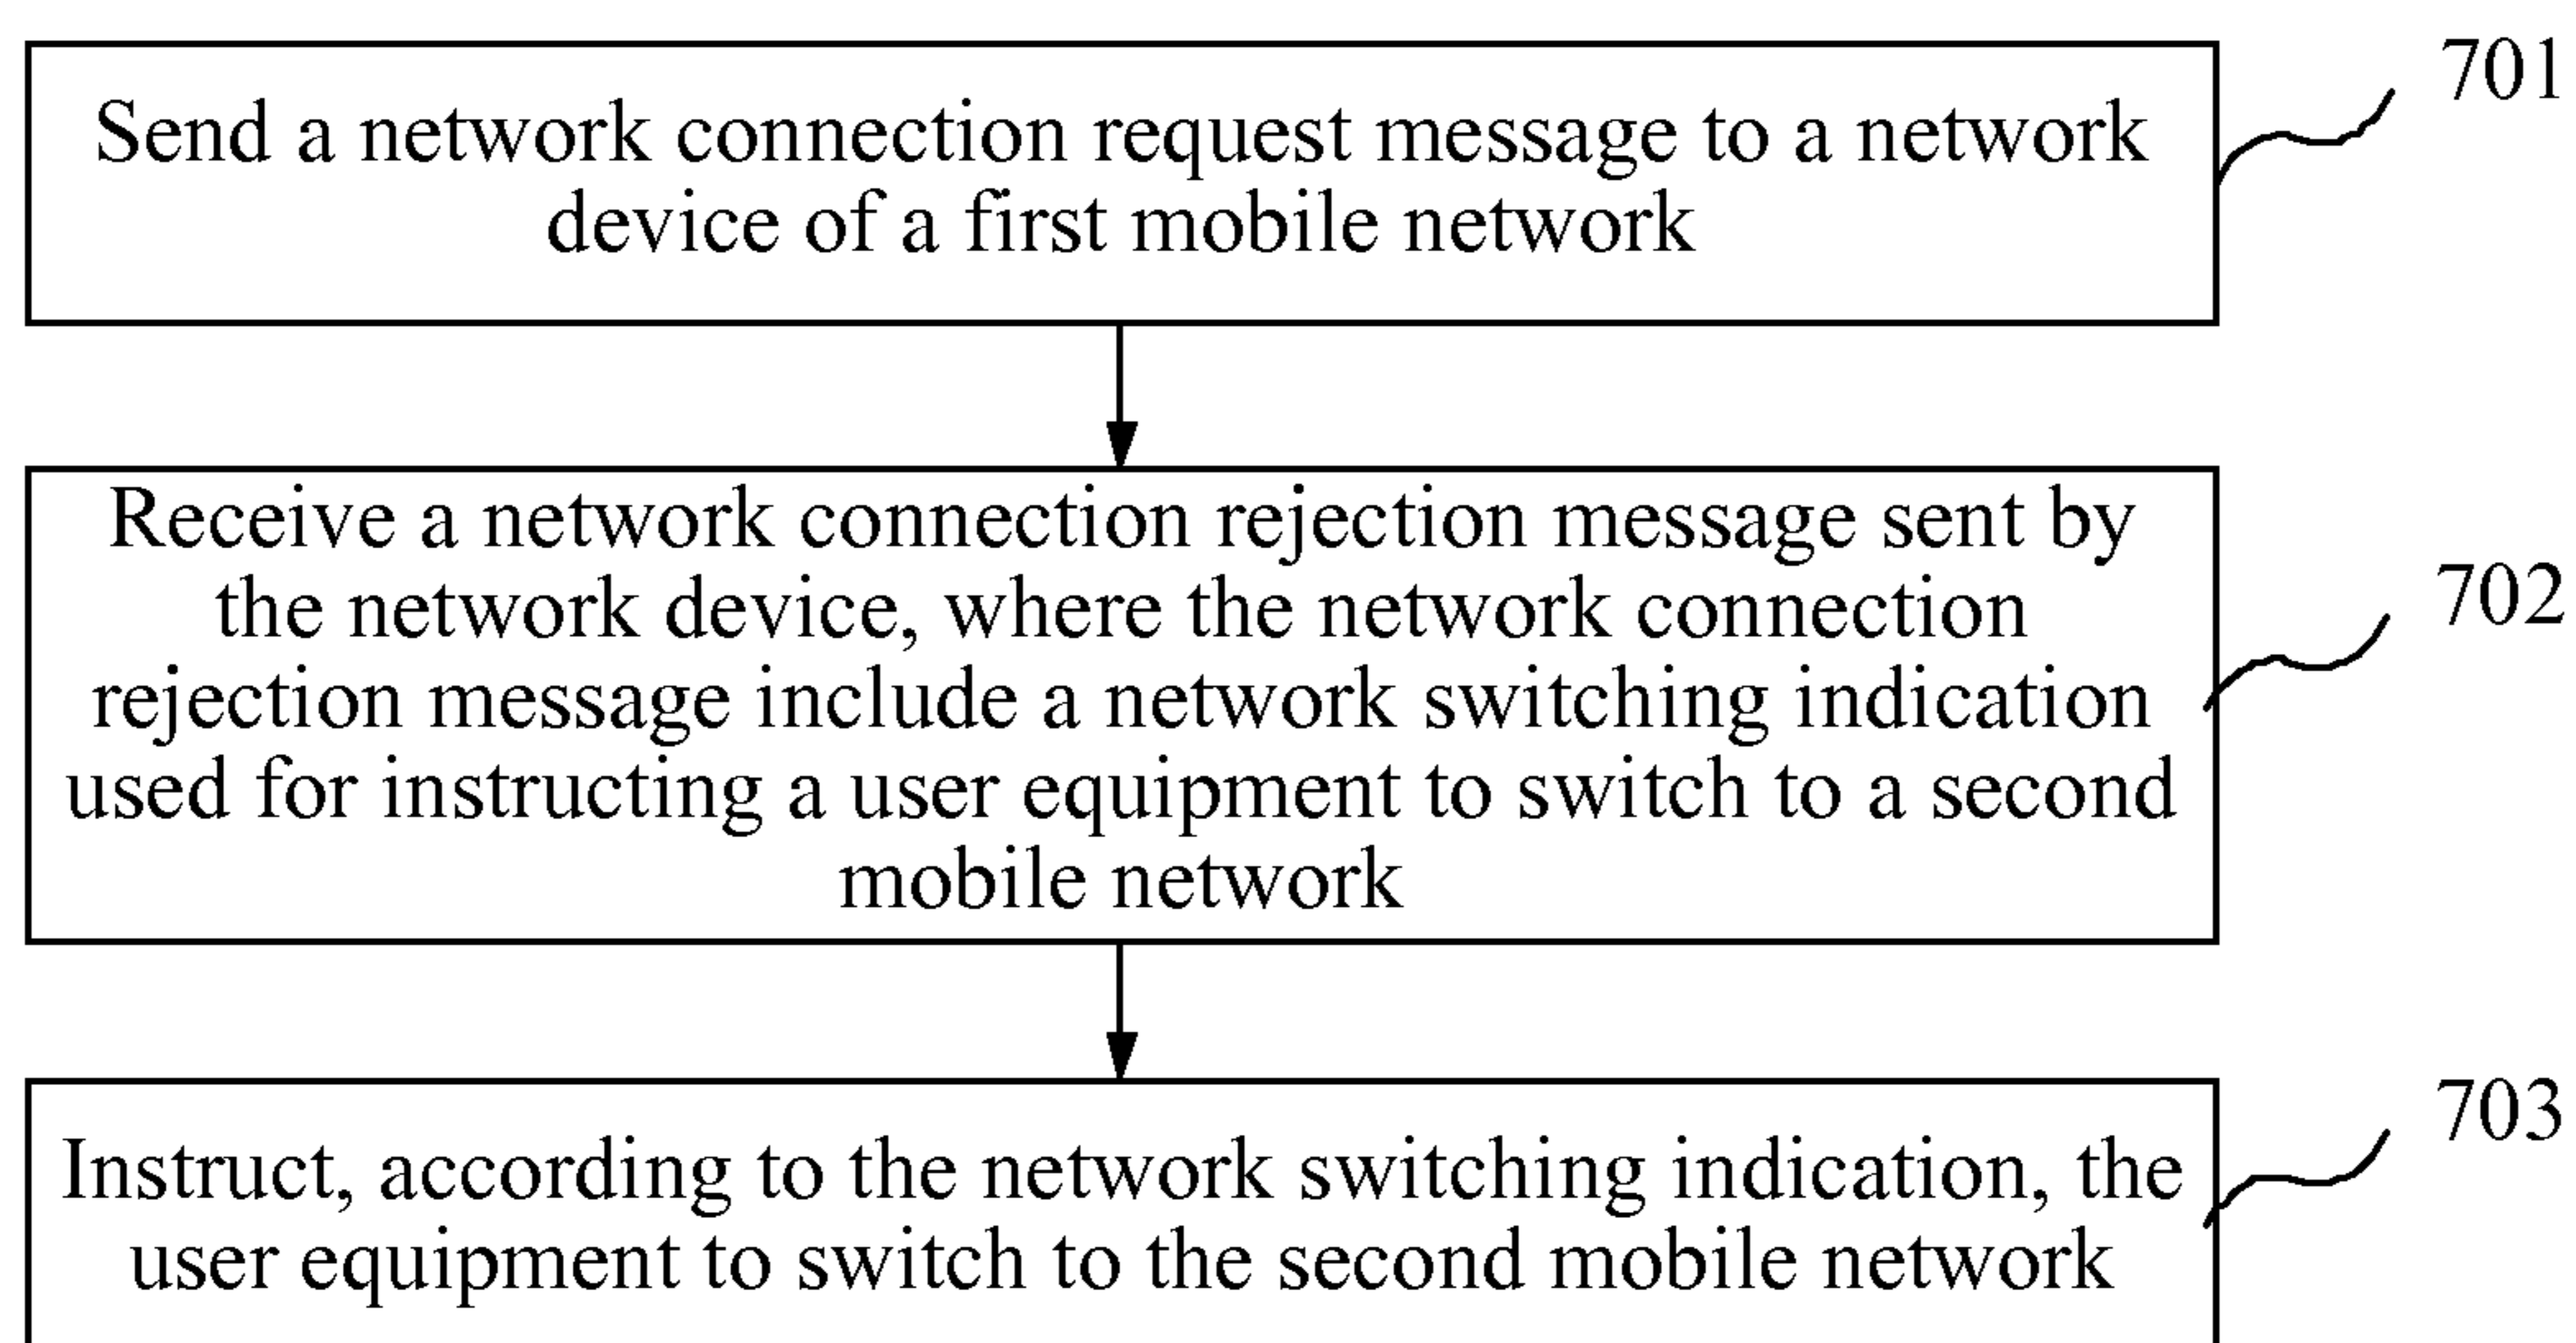 701
Send a network connection request message to a network
device of a first mobile network
Receive a network connection rejection message sent by
the network device, where the network connection
702
rejection message include a network switching indication
used for instructing a user equipment to switch to a second
mobile network
703
Instruct, according to the network switching indication, the
user equipment to switch to the second mobile network